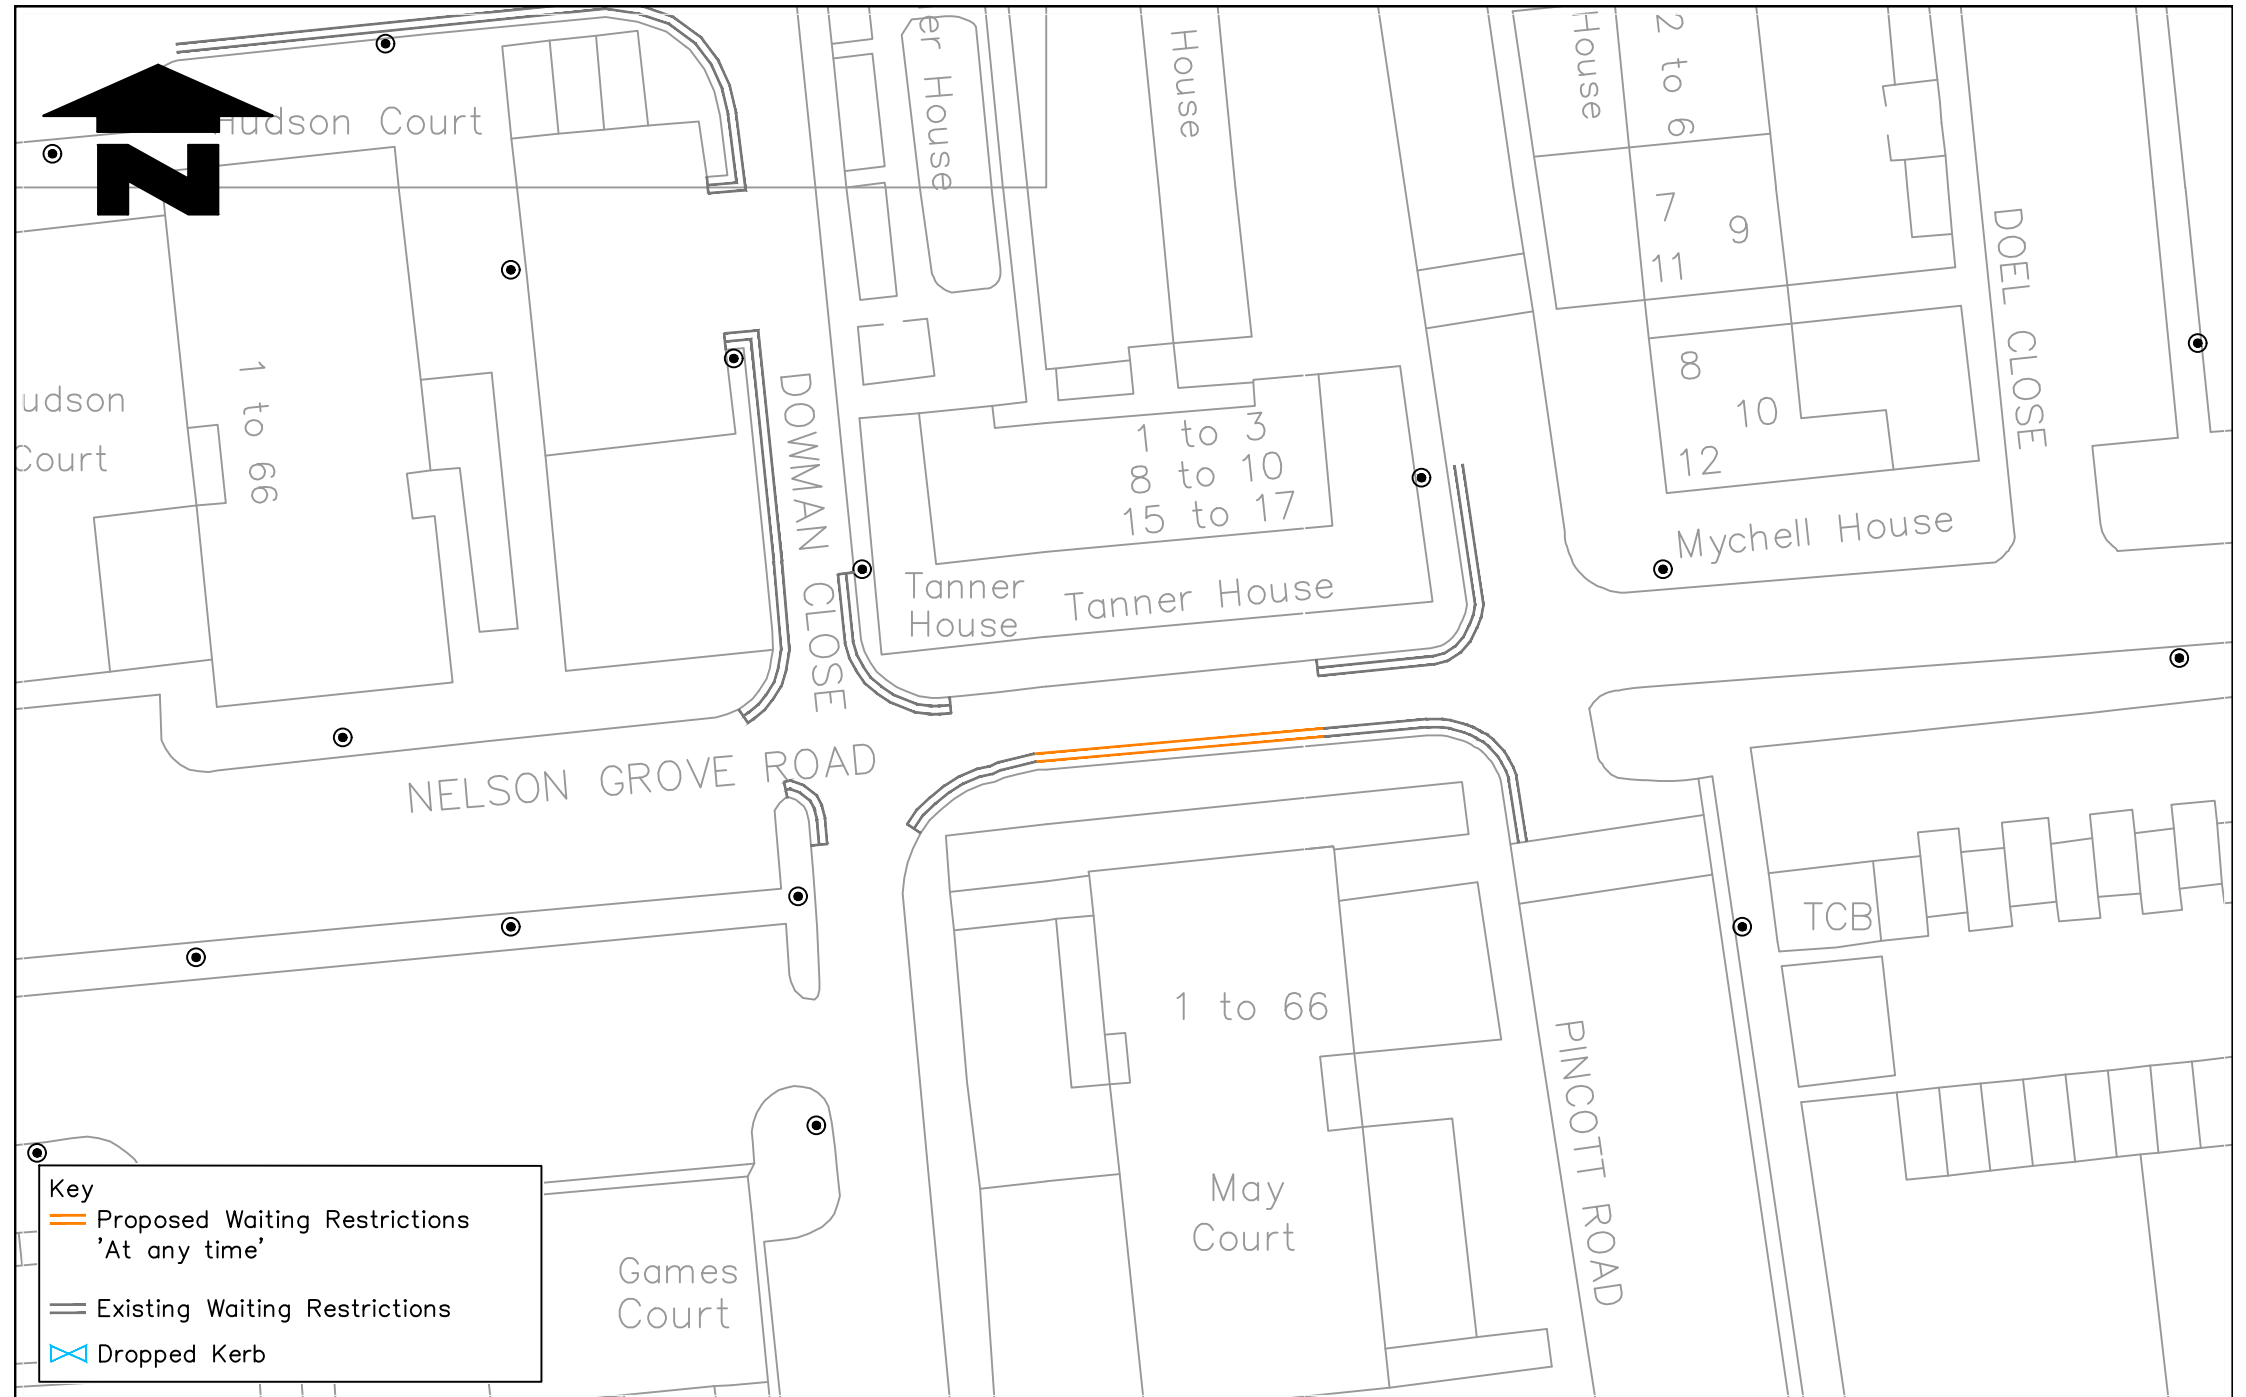 er House
House
House
2 to 6
Hudson Court
N
7
9
11
DOEL CLOSE
1 to 66
udson
Court
DOWMAN CLOSE
8
10
12
1 to 3
8 to 10
15 to 17
Mychell House
Tanner
House
Tanner House
NELSON GROVE ROAD
TCB
1 to 66
PINCOTT ROAD
May
Court
Games
Court
Key
Proposed Waiting Restrictions
'At any time'
Existing Waiting Restrictions
Dropped Kerb